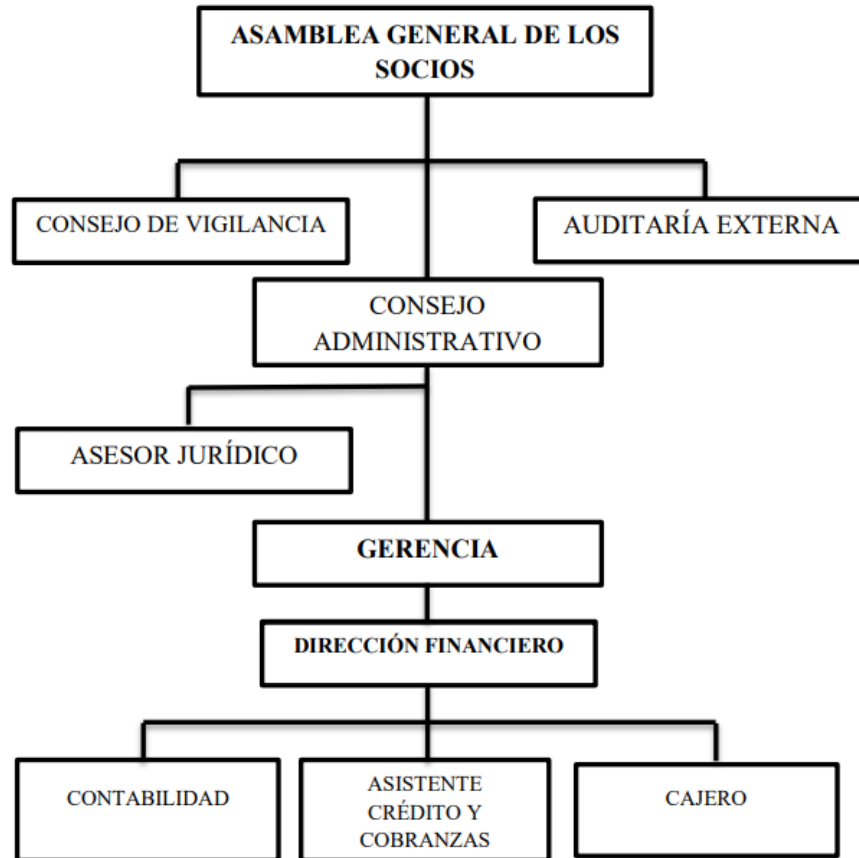 ASAMBLEA GENERAL DE LOS
SOCIOS
CONSEJO DE VIGILANCIA
AUDITARÍA EXTERNA
CONSEJO
ADMINISTRATIVO
ASESOR JURÍDICO
GERENCIA
DIRECCIÓN FINANCIERO
CONTABILIDAD
ASISTENTE
CRÉDITO Y
COBRANZAS
CAJERO